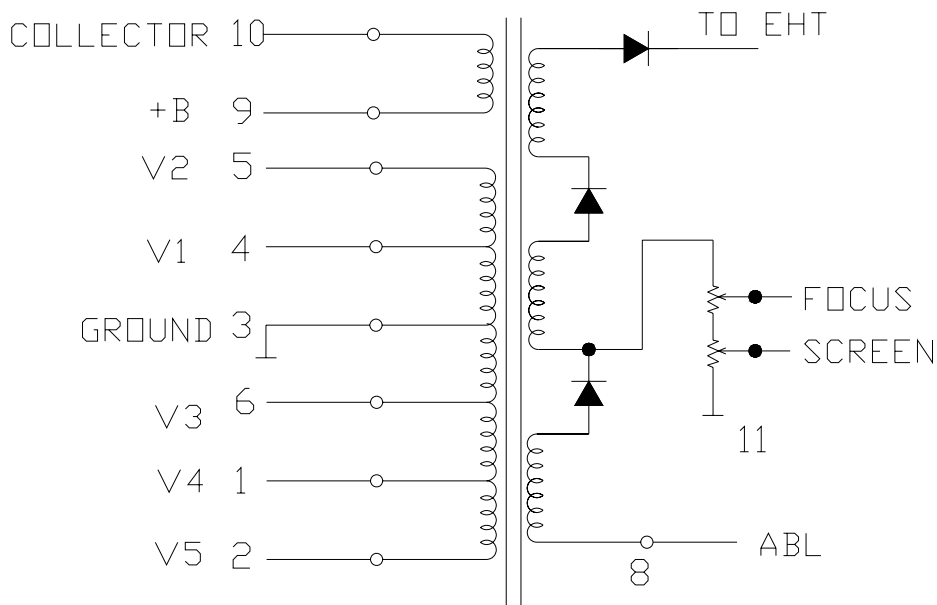 COLLECTOR 10
TO EHT
+B 9
V2 5
V1 4
GROUND 3
FOCUS
SCREEN
V3 6
11
V4 1
V5 2
ABL
8